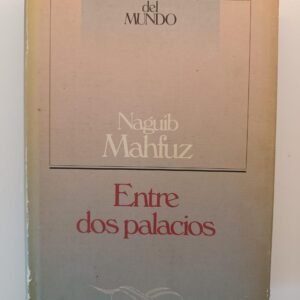 del
MUNDO
Naguib
Mahfuz
Entre
dos palacios